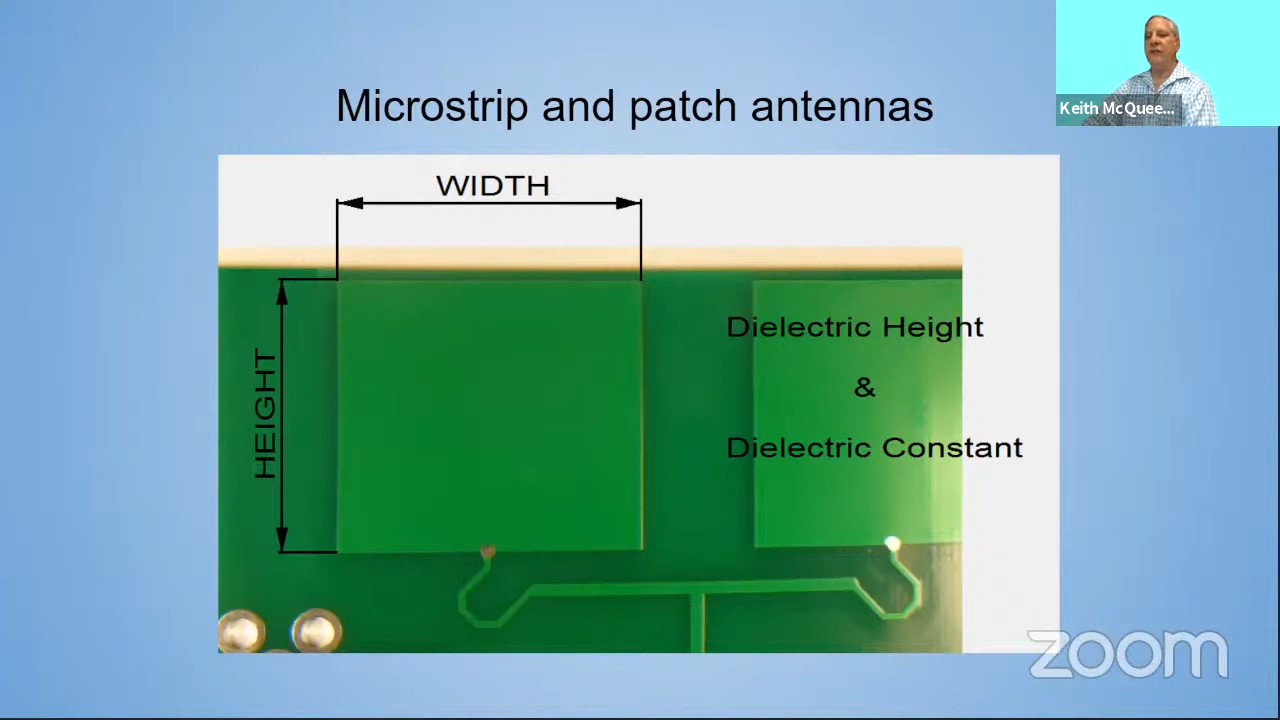 Microstrip and patch antennas
Keith McQuee...
WIDTH
HEIGHT
Dielectric Height
&
Dielectric Constant
zoom